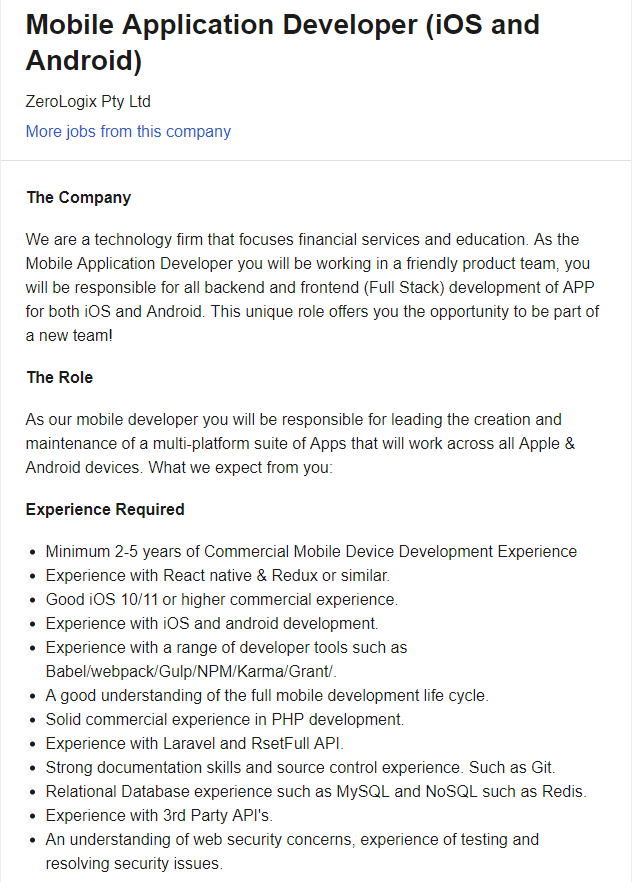 Mobile Application Developer (iOS and
Android)
ZeroLogix Pty Ltd
More jobs from this company
The Company
We are a technology firm that focuses financial services and education. As the
Mobile Application Developer you will be working in a friendly product team, you
will be responsible for all backend and frontend (Full Stack) development of APP
for both iOS and Android. This unique role offers you the opportunity to be part of
a new team!
The Role
As our mobile developer you will be responsible for leading the creation and
maintenance of a multi-platform suite of Apps that will work across all Apple &
Android devices. What we expect from you:
Experience Required
• Minimum 2-5 years of Commercial Mobile Device Development Experience
• Experience with React native & Redux or similar.
• Good iOS 10/11 or higher commercial experience.
• Experience with iOS and android development.
• Experience with a range of developer tools such as
Babel/webpack/Gulp/NPM/Karma/Grant/.
• A good understanding of the full mobile development life cycle.
• Solid commercial experience in PHP development.
• Experience with Laravel and RsetFull API.
• Strong documentation skills and source control experience. Such as Git.
• Relational Database experience such as MySQL and NoSQL such as Redis.
• Experience with 3rd Party API's.
• An understanding of web security concerns, experience of testing and
resolving security issues.